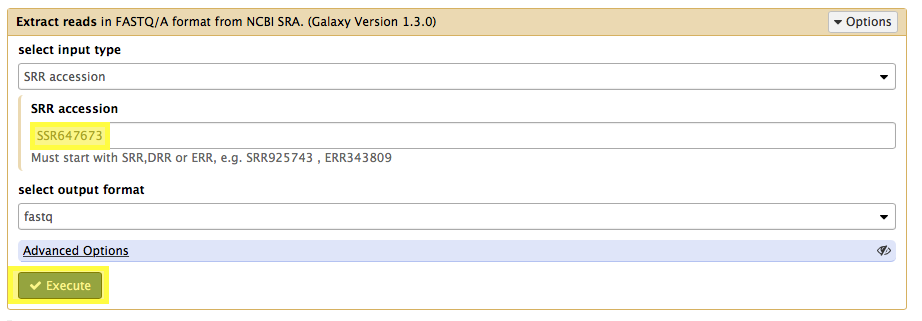 Extract reads in FASTQ/A format from NCBI SRA. (Galaxy Version 1.3.0) Options
select input type
SRR accession
SRR accession
SSR647673
Must start with SRR,DRR or ERR, e.g. SRR925743 , ERR343809
select output format
fastq
Advanced Options
Execute